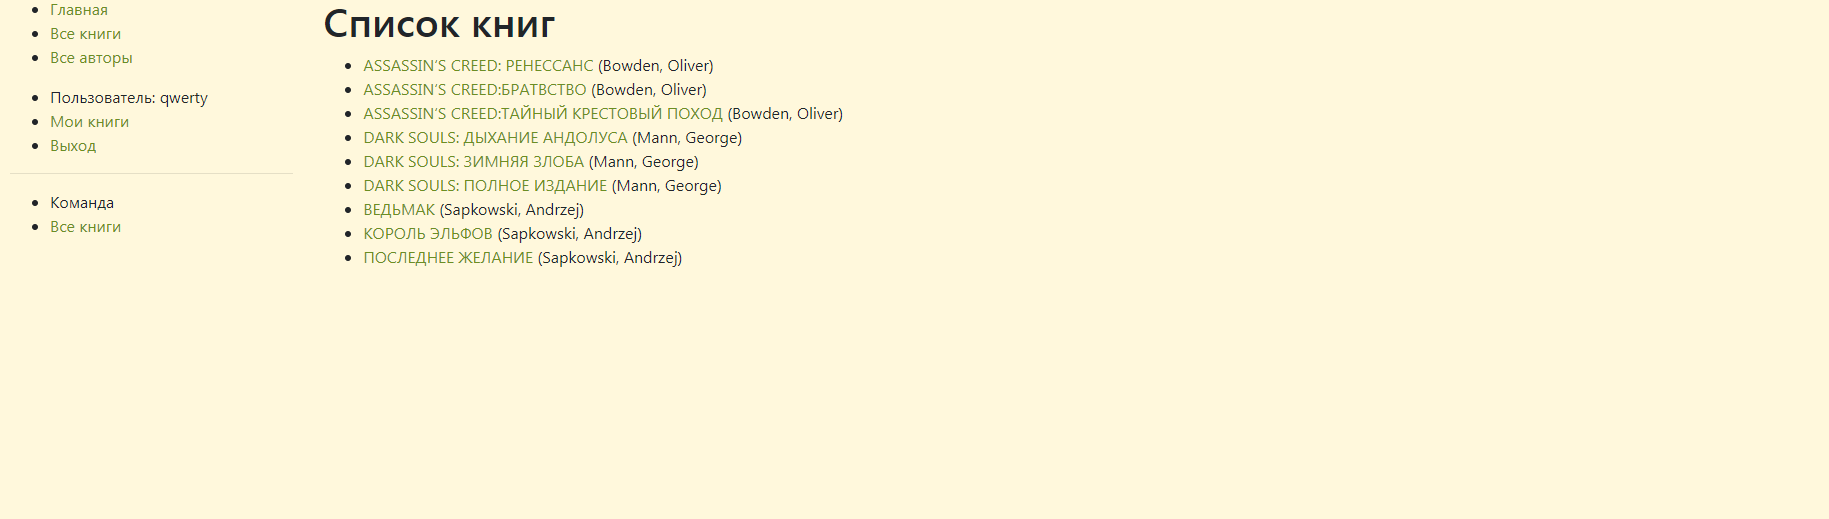 Главная
Все книги
Все авторы
Пользователь: qwerty
Мои книги
Выход
Команда
Все книги
Список книг
ASSASSIN'S CREED: РЕНЕССАНС (Bowden, Oliver)
ASSASSIN'S CREED:БРАТВСТВО (Bowden, Oliver)
ASSASSIN'S CREED:ТАЙНЫЙ КРЕСТОВЫЙ ПОХОД (Bowden, Oliver)
DARK SOULS: ДЫХАНИЕ АНДОЛУСА (Mann, George)
DARK SOULS: ЗИМНЯЯ ЗЛОБА (Mann, George)
DARK SOULS: ПОЛНОЕ ИЗДАНИЕ (Mann, George)
ВЕДЬМАК (Sapkowski, Andrzej)
КОРОЛЬ ЭЛЬФОВ (Sapkowski, Andrzej)
ПОСЛЕДНЕЕ ЖЕЛАНИЕ (Sapkowski, Andrzej)